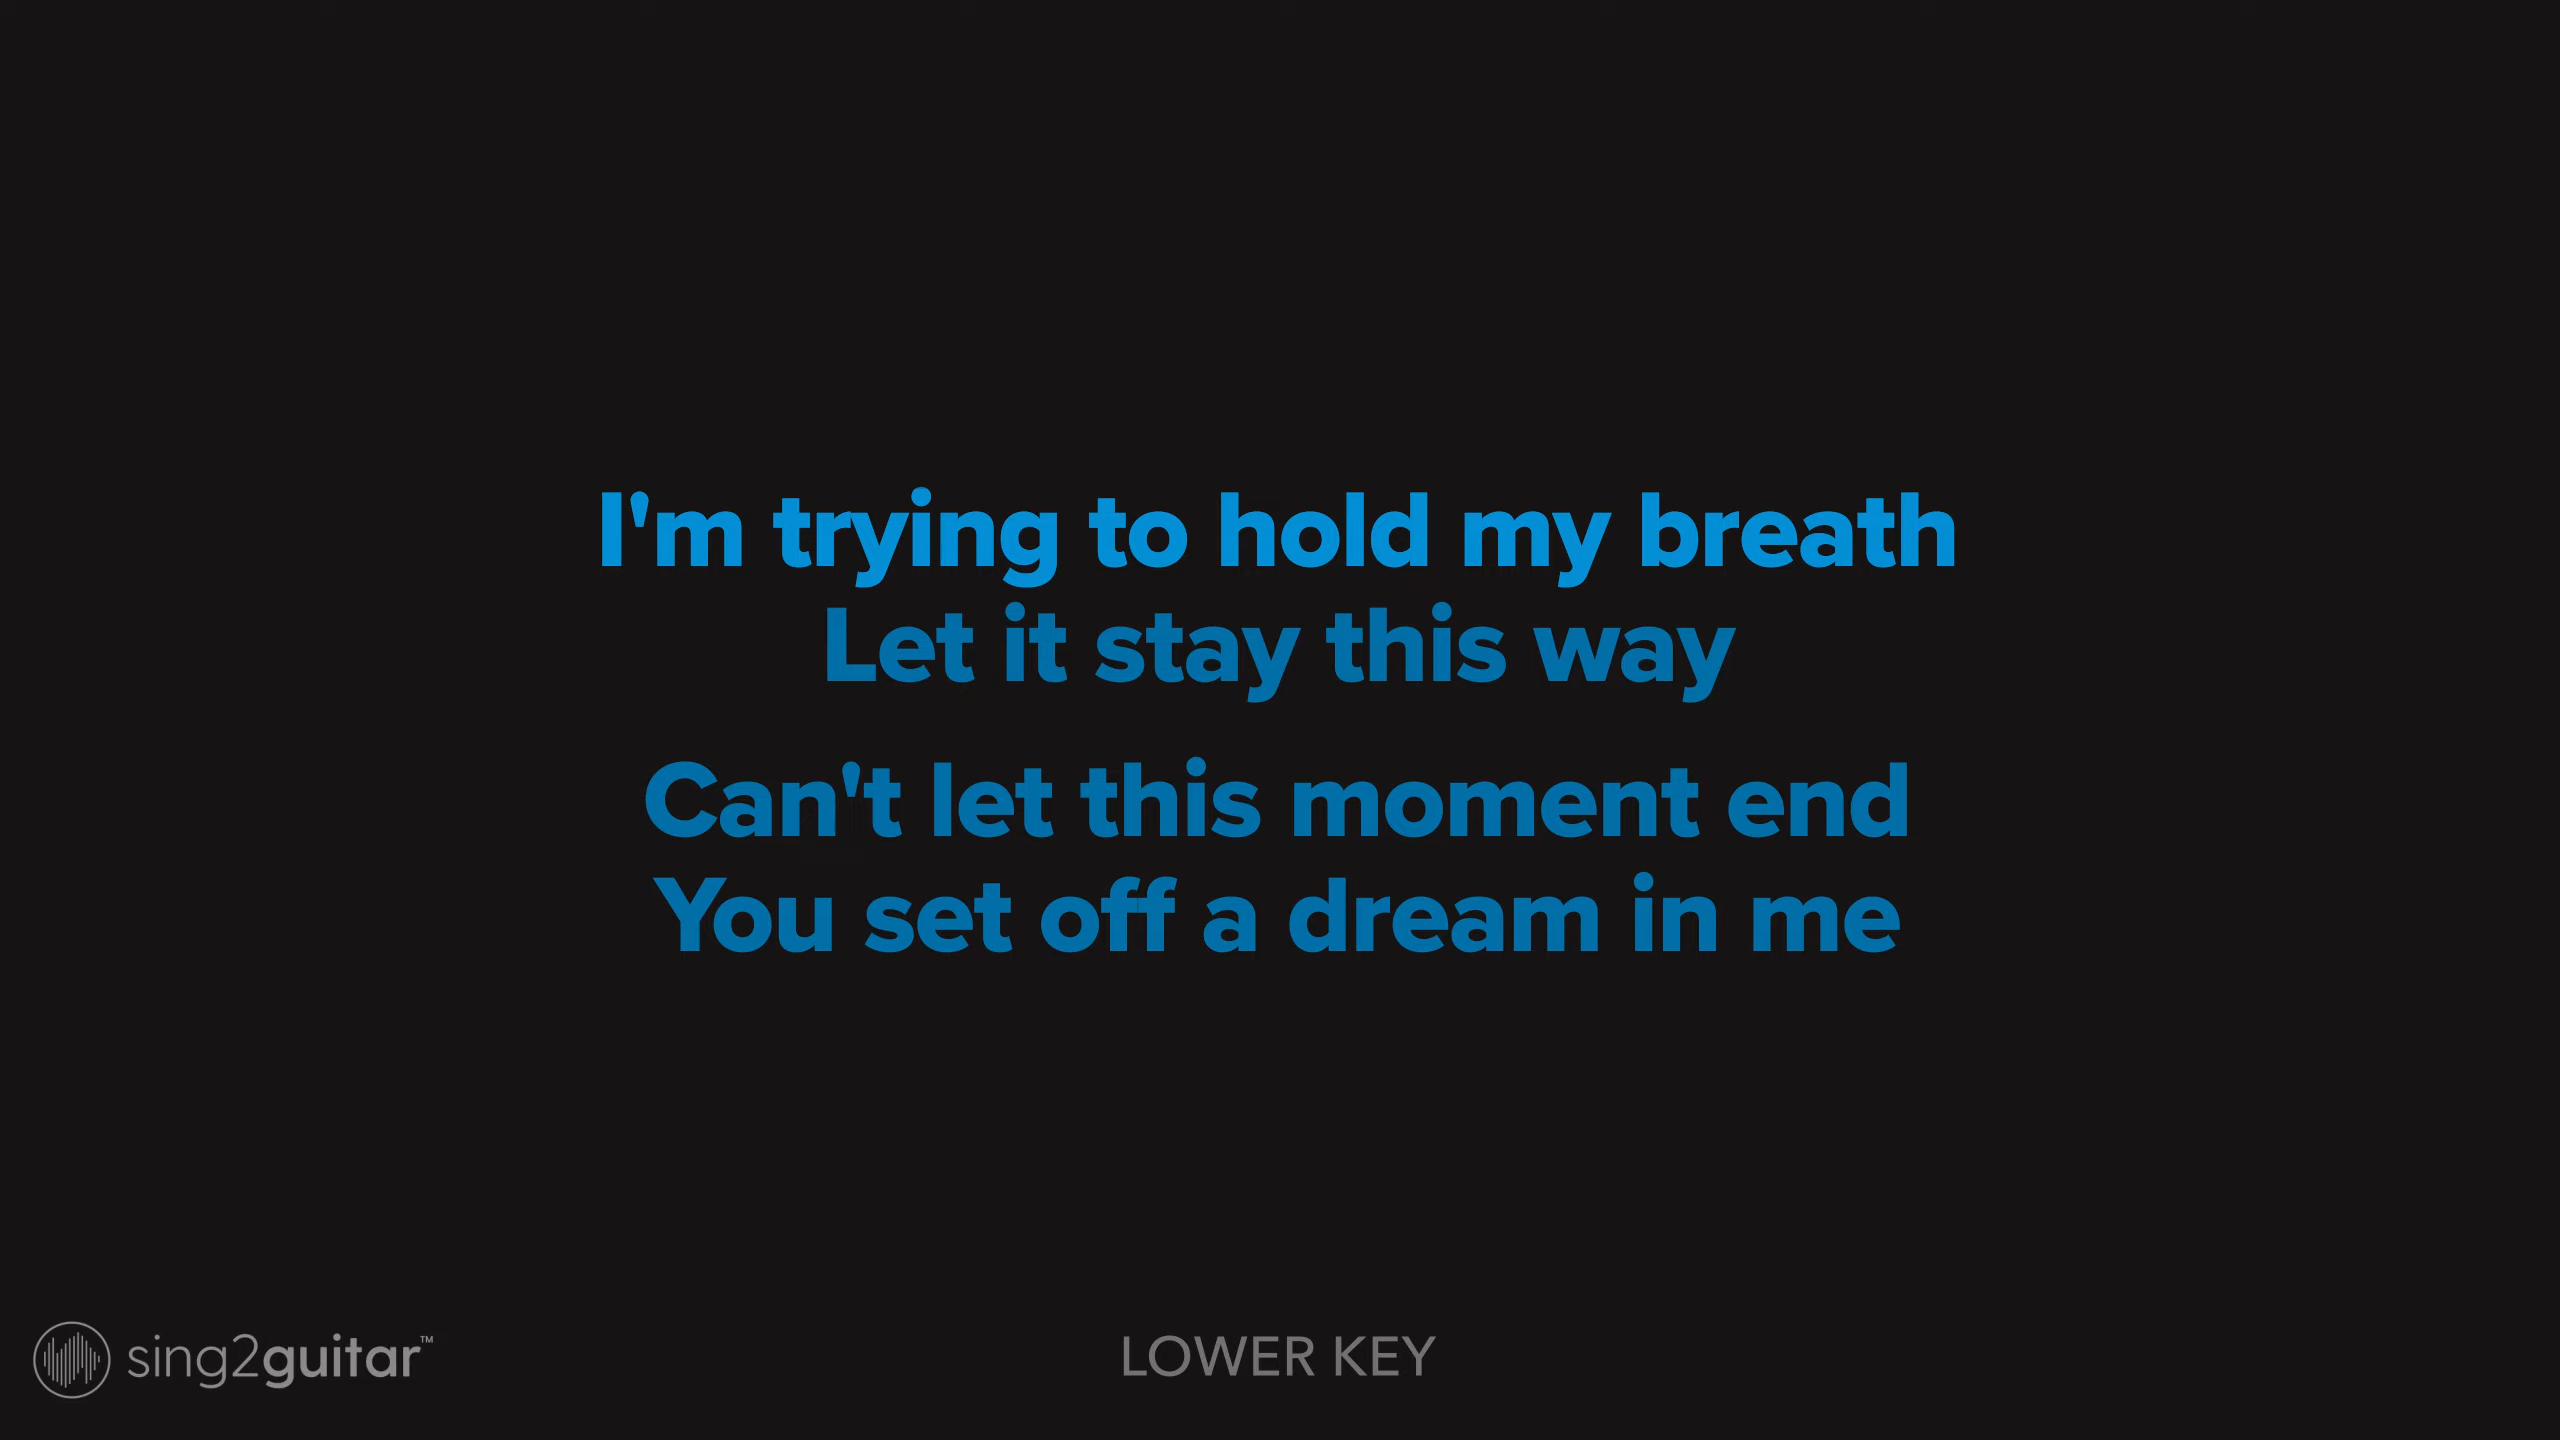 I'm trying to hold my breath
Let it stay this way
Can't let this moment end
You set off a dream in me
sing2guitar™
LOWER KEY